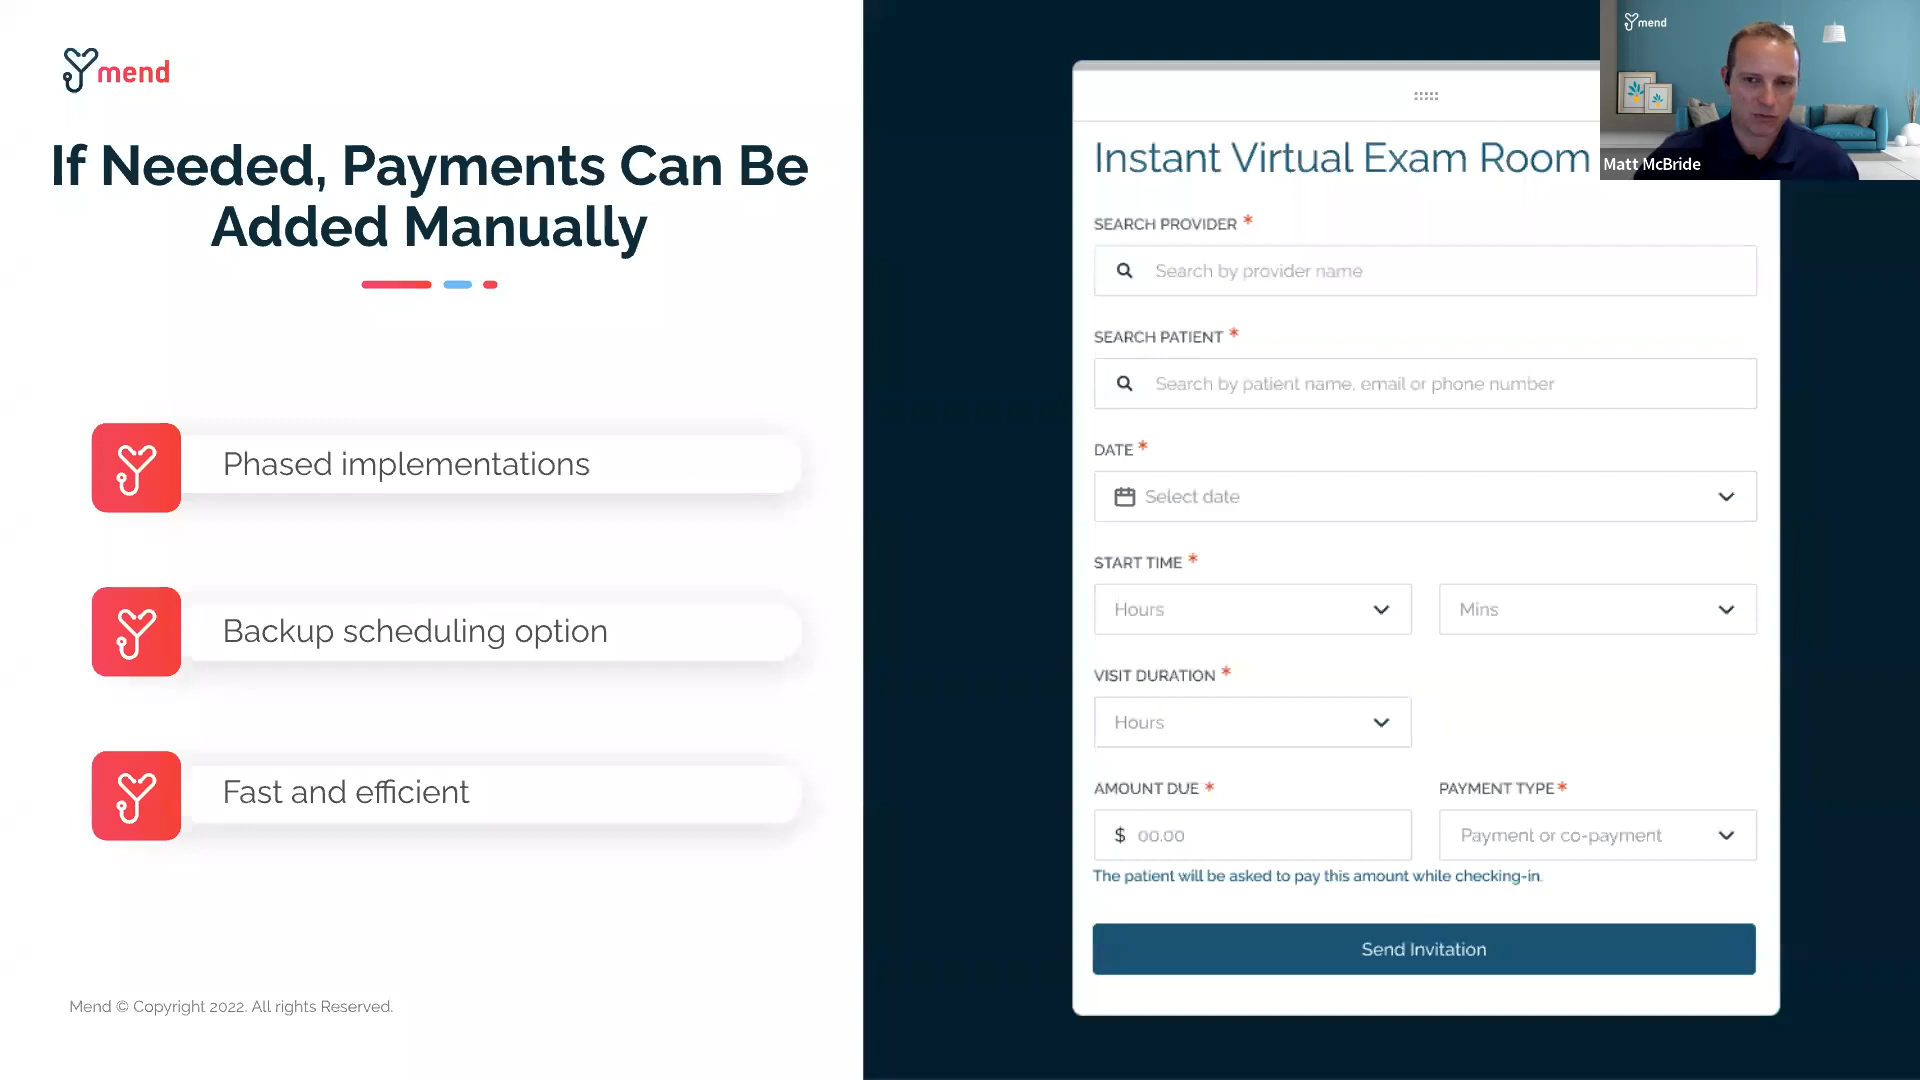 mend
If Needed, Payments Can Be
Added Manually
Phased implementations
Backup scheduling option
Fast and efficient
Mend © Copyright 2022. All rights Reserved.
Instant Virtual Exam Room
SEARCH PROVIDER *
Search by provider name
SEARCH PATIENT *
Search by patient name, email or phone number
DATE *
Select date
START TIME *
Hours
Mins
VISIT DURATION *
Hours
AMOUNT DUE *
PAYMENT TYPE *
$ 00.00
Payment or co-payment
The patient will be asked to pay this amount while checking-in.
Send Invitation
mend
Matt McBride